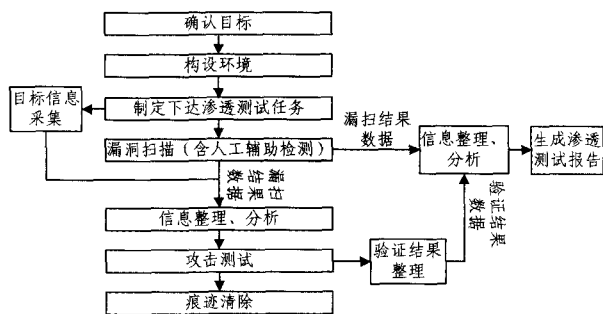 确认目标
构设环境
目标信息
采集
制定下达渗透测试任务
漏洞扫描(含人工辅助检测)
漏扫结果
数据
信息整理、
分析
生成渗透
测试报告
漏扫
结果
数据
验证结果
数据
信息整理、分析
攻击测试
验证结果
整理
痕迹清除